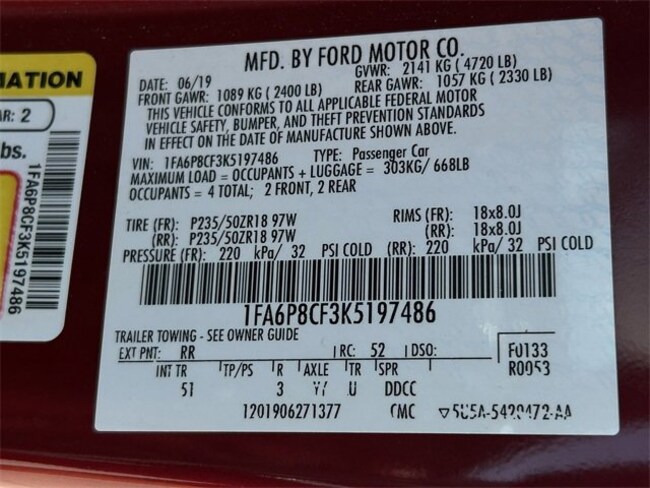 MATION
AR: 2
bs.
1FA6P8CF3K5197486
MFD. BY FORD MOTOR CO.
DATE: 06/19 GVWR: 2141 KG ( 4720 LB)
FRONT GAWR: 1089 KG ( 2400 LB) REAR GAWR: 1057 KG ( 2330 LB)
THIS VEHICLE CONFORMS TO ALL APPLICABLE FEDERAL MOTOR
VEHICLE SAFETY, BUMPER, AND THEFT PREVENTION STANDARDS
IN EFFECT ON THE DATE OF MANUFACTURE SHOWN ABOVE.
VIN: 1FA6P8CF3K5197486 TYPE: Passenger Car
MAXIMUM LOAD = OCCUPANTS + LUGGAGE = 303KG/ 668LB
OCCUPANTS = 4 TOTAL; 2 FRONT, 2 REAR
TIRE (FR): P235/50ZR18 97W RIMS (FR): 18x8.0J
(RR): P235/50ZR18 97W (RR): 18x8.0J
PRESSURE (FR): 220 kPa/ 32 PSI COLD (RR): 220 kPa/ 32 PSI COLD
1FA6P8CF3K5197486
TRAILER TOWING - SEE OWNER GUIDE
EXT PNT: RR RC: 52 DSO: F0133
R0053
INT TR TP/PS R AXLE TR SPR
51 3 U DDCC
1201906271377 CMC